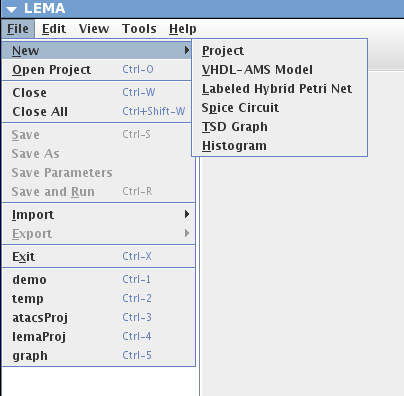 LEMA
File Edit View Tools Help
New
Open Project Ctrl-O
Close Ctrl-W
Close All Ctrl+Shift-W
Save Ctrl-S
Save As
Save Parameters
Save and Run Ctrl-R
Import
Export
Exit Ctrl-X
demo Ctrl-1
temp Ctrl-2
atacsProj Ctrl-3
lemaProj Ctrl-4
graph Ctrl-5
Project
VHDL-AMS Model
Labeled Hybrid Petri Net
Spice Circuit
TSD Graph
Histogram